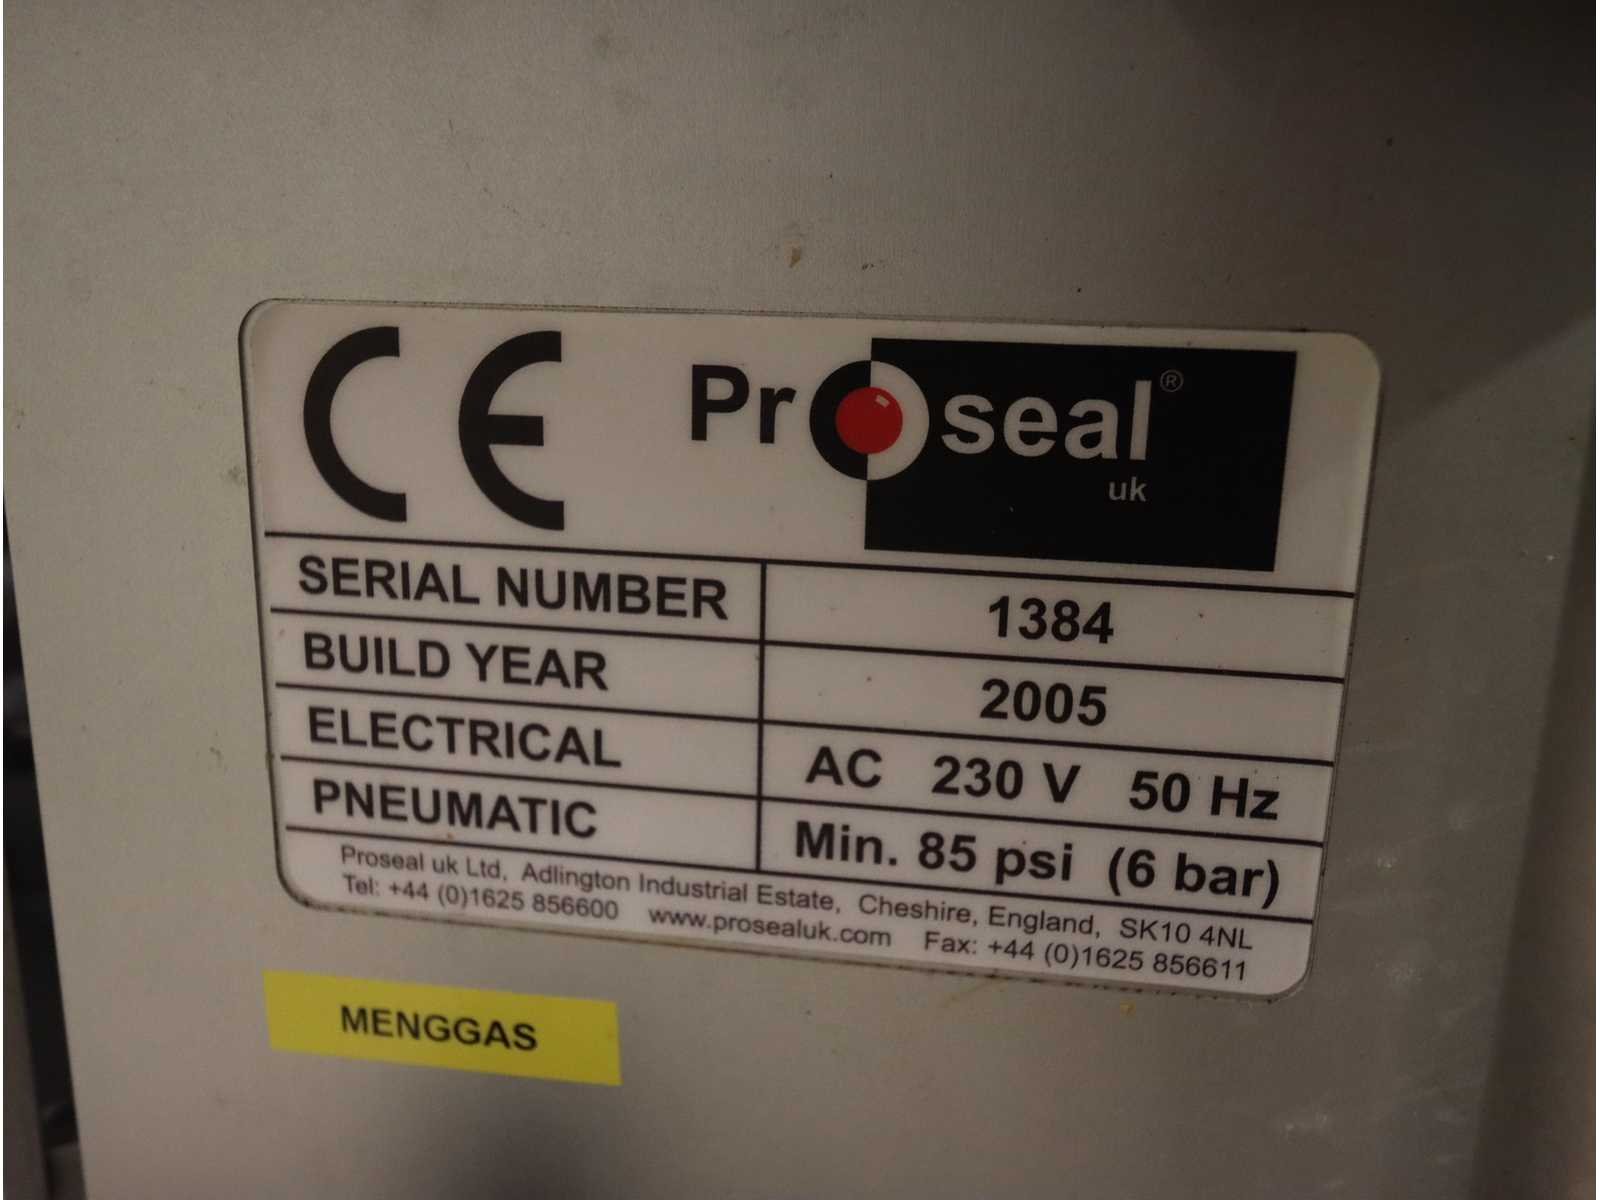 CE Proseal®
uk
SERIAL NUMBER 1384
BUILD YEAR 2005
ELECTRICAL AC 230 V 50 Hz
PNEUMATIC Min. 85 psi (6 bar)
Proseal uk Ltd, Adlington Industrial Estate, Cheshire, England, SK10 4NL
Tel: +44 (0)1625 856600 www.prosealuk.com Fax: +44 (0)1625 856611
MENGGAS